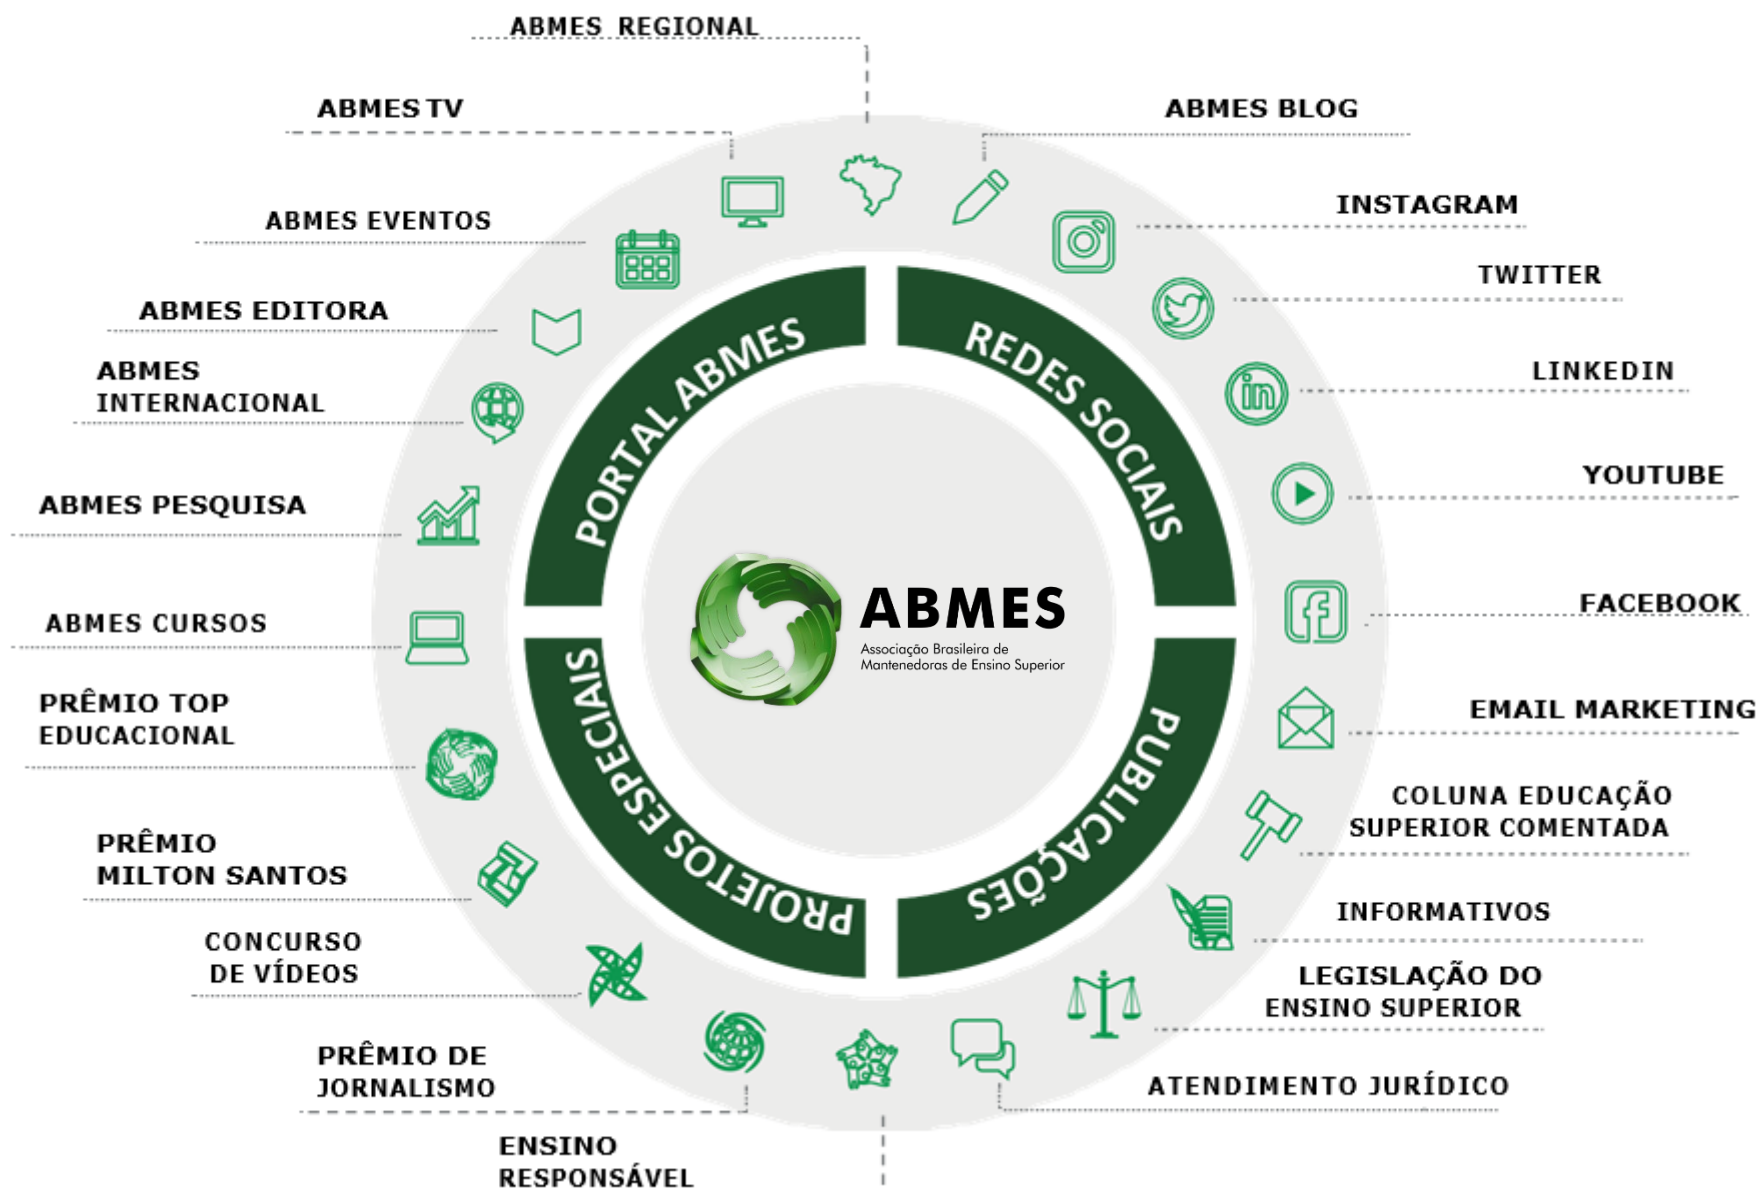 ABMES REGIONAL
ABMES TV
ABMES BLOG
ABMES EVENTOS
INSTAGRAM
ABMES EDITORA
TWITTER
ABMES
INTERNACIONAL
LINKEDIN
ABMES PESQUISA
YOUTUBE
ABMES CURSOS
FACEBOOK
PRÊMIO TOP
EDUCACIONAL
EMAIL MARKETING
PRÊMIO
MILTON SANTOS
COLUNA EDUCAÇÃO
SUPERIOR COMENTADA
CONCURSO
DE VÍDEOS
INFORMATIVOS
PRÊMIO DE
JORNALISMO
LEGISLAÇÃO DO
ENSINO SUPERIOR
ENSINO
RESPONSÁVEL
ATENDIMENTO JURÍDICO
PORTAL ABMES
REDES SOCIAIS
PROJETOS ESPECIAIS
PUBLICAÇÕES
in
f
ABMES
Associação Brasileira de
Mantenedoras de Ensino Superior